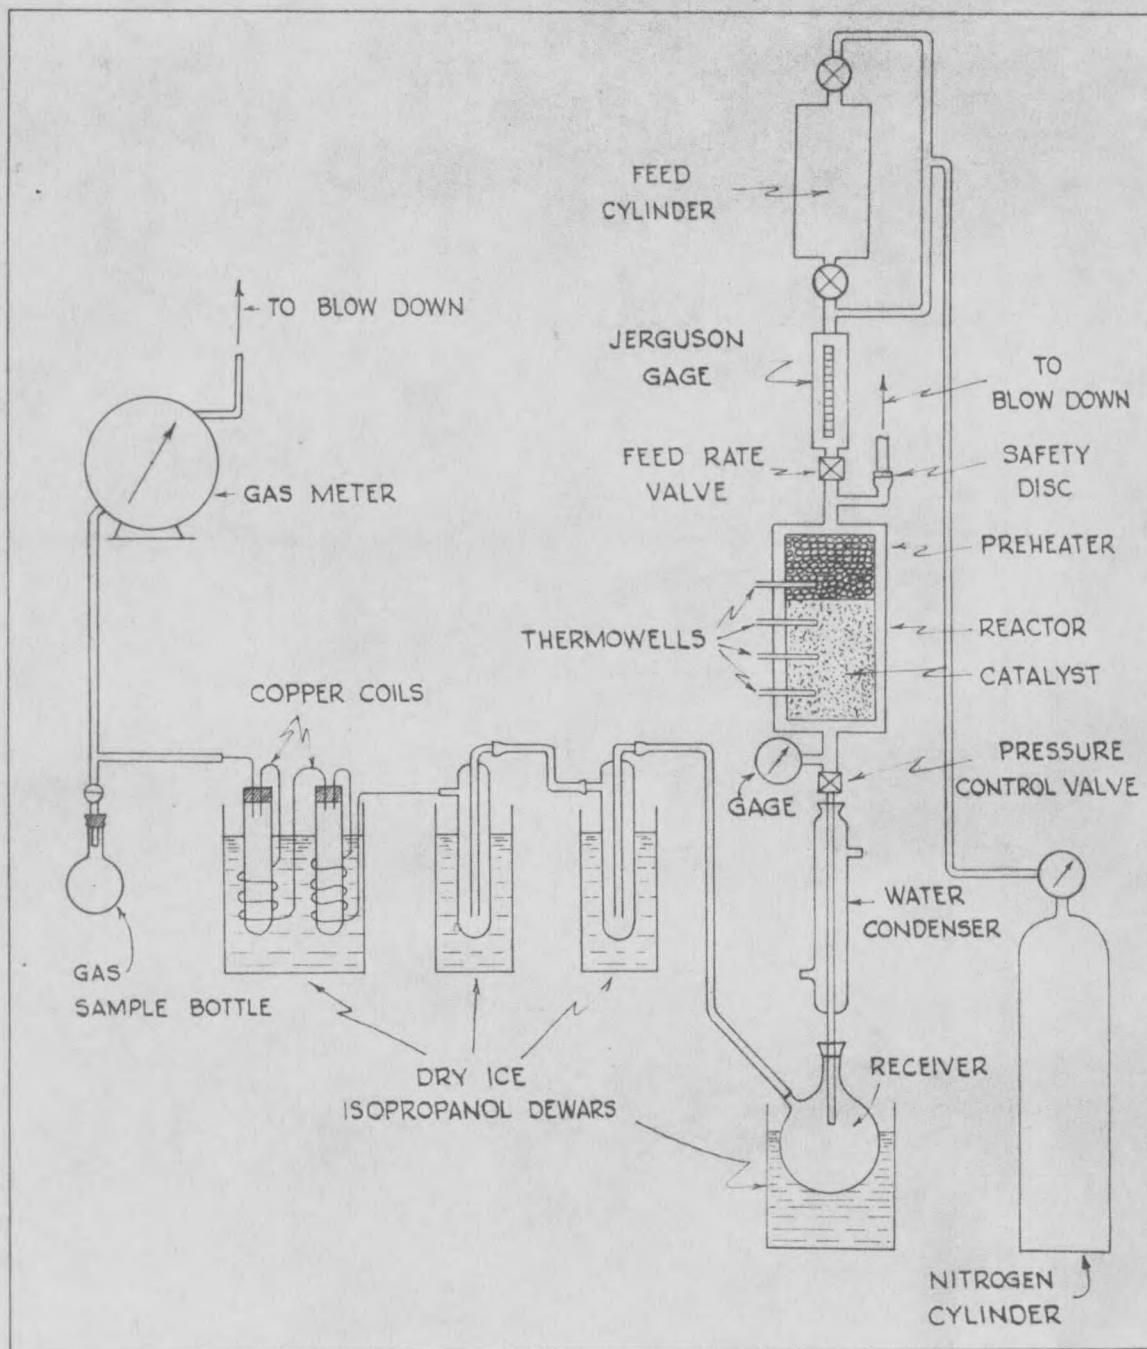 FEED
CYLINDER
TO BLOW DOWN
JERGUSON
GAGE
TO
BLOW DOWN
FEED RATE
VALVE
SAFETY
DISC
GAS METER
PREHEATER
THERMOWELLS
REACTOR
CATALYST
COPPER COILS
PRESSURE
CONTROL VALVE
GAGE
WATER
CONDENSER
GAS
SAMPLE BOTTLE
DRY ICE
ISOPROPANOL DEWARS
RECEIVER
NITROGEN
CYLINDER